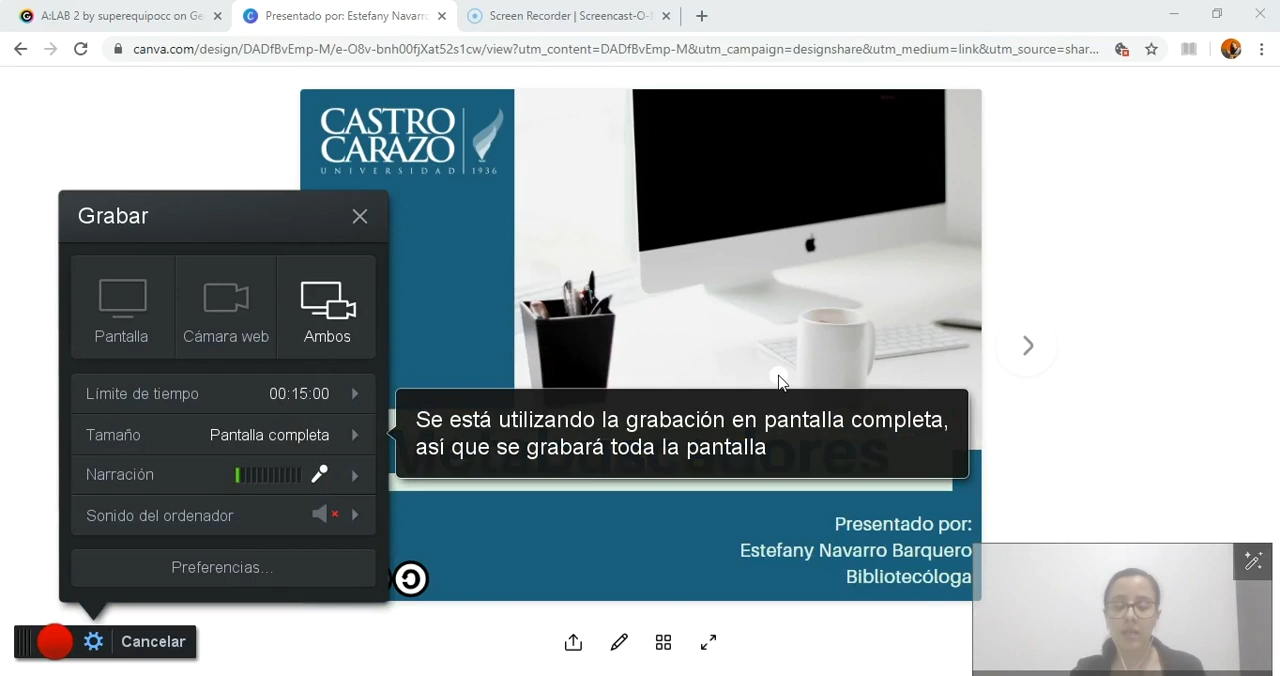 A:LAB 2 by superequipocc on Ge
Presentado por: Estefany Navarro
Screen Recorder | Screencast-O-
canva.com/design/DADfBvEmp-M/e-O8v-bnh00fjXat52s1cw/view?utm_content=DADfBvEmp-M&utm_campaign=designshare&utm_medium=link&utm_source=shar...
CASTRO
CARAZO
UNIVERSIDAD 1936
Grabar
Pantalla
Cámara web
Ambos
Límite de tiempo 00:15:00
Tamaño Pantalla completa
Narración
Sonido del ordenador
Preferencias...
Cancelar
Se está utilizando la grabación en pantalla completa,
así que se grabará toda la pantalla
Presentado por:
Estefany Navarro Barquero
Bibliotecóloga